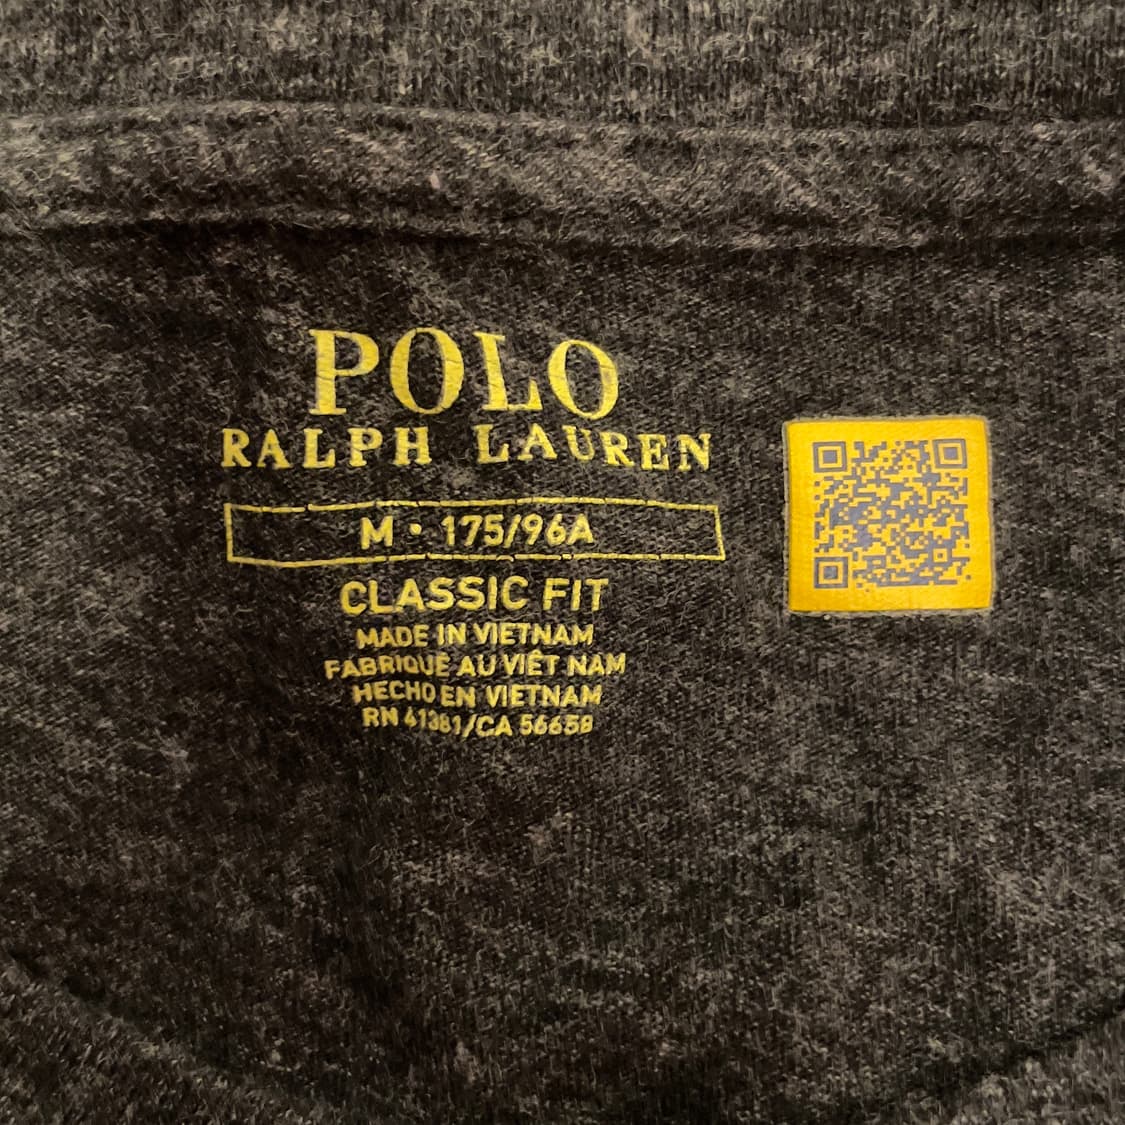 POLO
RALPH LAUREN
M • 175/96A
CLASSIC FIT
MADE IN VIETNAM
FABRIQUÉ AU VIÊT NAM
HECHO EN VIETNAM
RN 41381/CA 56658